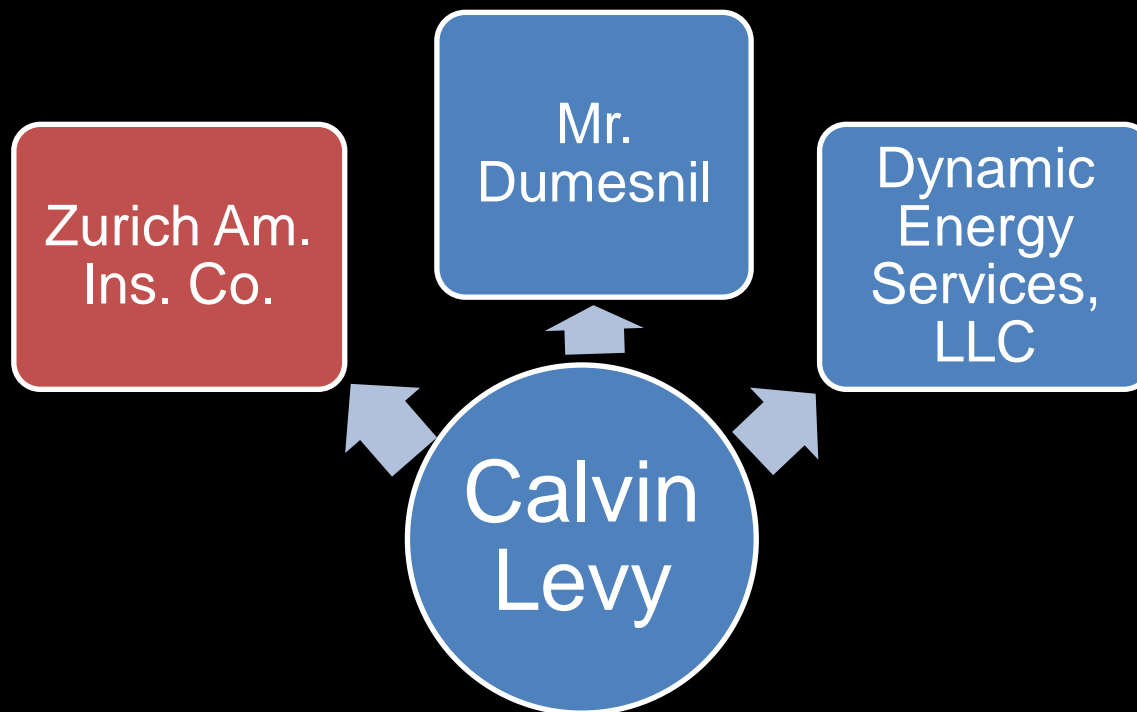 Zurich Am.
Ins. Co.
Mr.
Dumesnil
Dynamic
Energy
Services,
LLC
Calvin
Levy